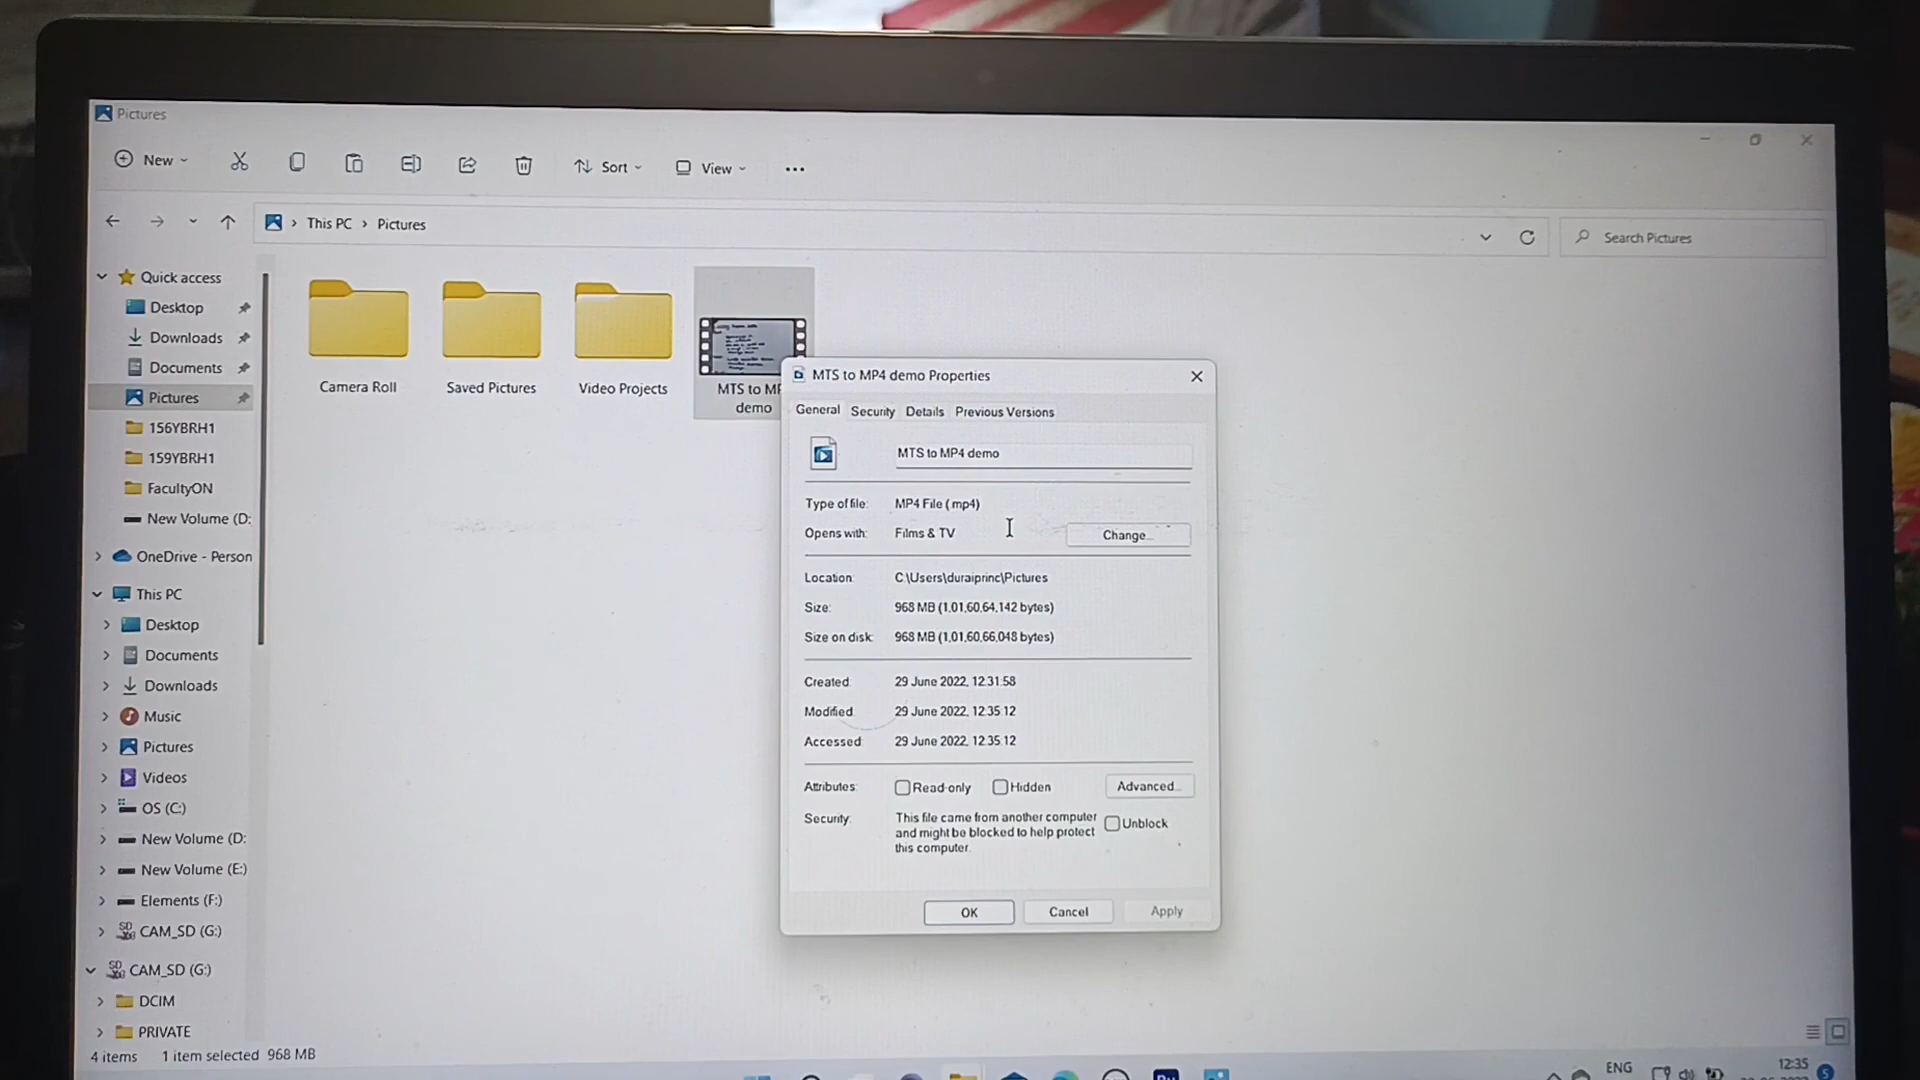 Pictures
New
Sort
View
This PC > Pictures
Search Pictures
Quick access
Desktop
Downloads
Documents
Pictures
156YBRH1
159YBRH1
FacultyON
New Volume (D:
OneDrive - Person
This PC
Desktop
Documents
Downloads
Music
Pictures
Videos
OS (C:)
New Volume (D:
New Volume (E:)
Elements (F:)
CAM_SD (G:)
CAM_SD (G:)
DCIM
PRIVATE
Camera Roll
Saved Pictures
Video Projects
MTS to MP
demo
MTS to MP4 demo Properties
General Security Details Previous Versions
MTS to MP4 demo
Type of file: MP4 File (.mp4)
Opens with: Films & TV Change...
Location: C:\Users\duraiprinc\Pictures
Size: 968 MB (1,01,60,64,142 bytes)
Size on disk: 968 MB (1,01,60,66,048 bytes)
Created: 29 June 2022, 12:31:58
Modified: 29 June 2022, 12:35:12
Accessed: 29 June 2022, 12:35:12
Attributes: Read-only Hidden Advanced...
Security: This file came from another computer
and might be blocked to help protect
this computer.
Unblock
OK Cancel Apply
4 items 1 item selected 968 MB
ENG
12:35
5